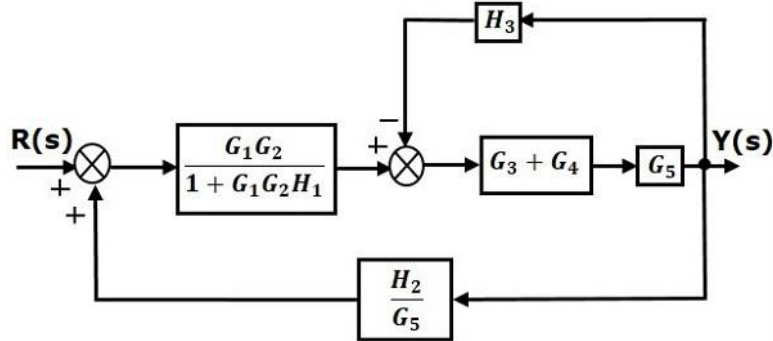 H₃
−
R(s)
+
+
G₁G₂
1 + G₁G₂H₁
+
G₃ + G₄
G₅
Y(s)
H₂
G₅